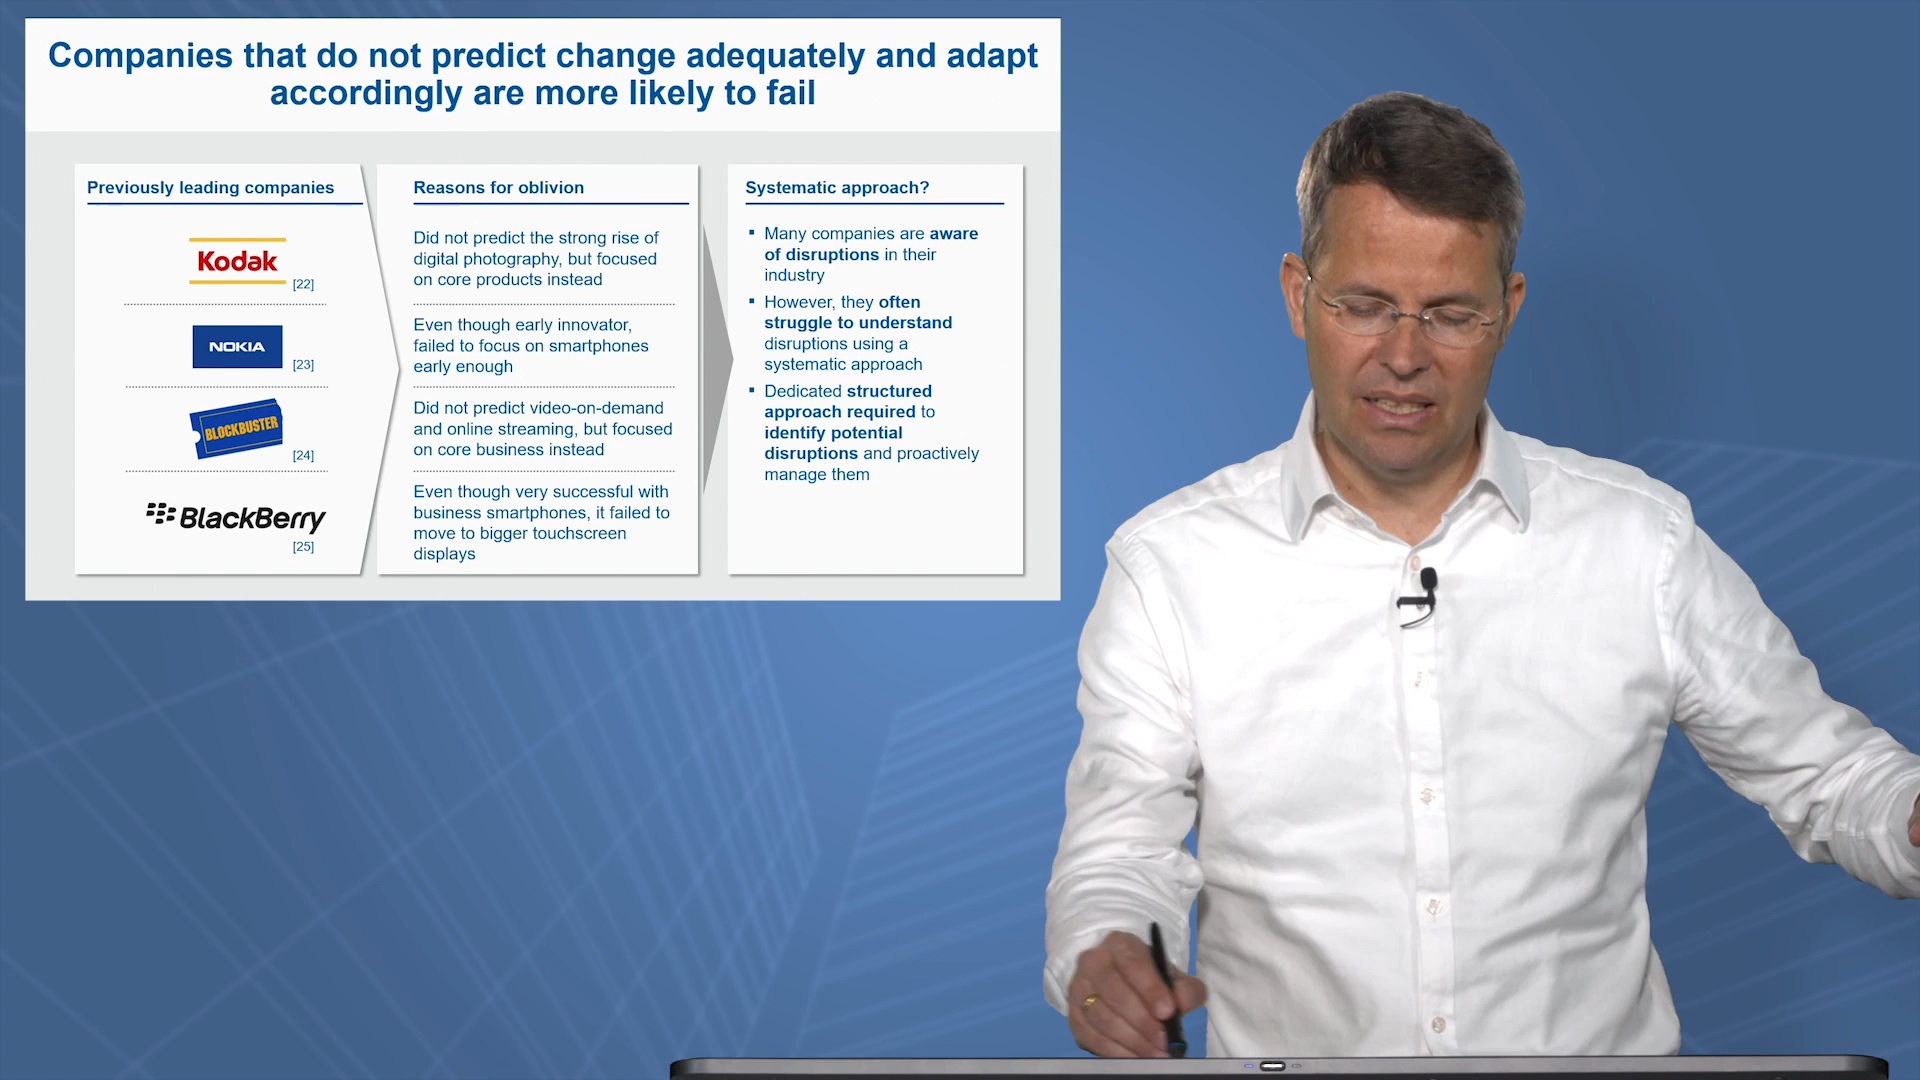 Companies that do not predict change adequately and adapt
accordingly are more likely to fail
Previously leading companies
Kodak
[22]
NOKIA
[23]
BLOCKBUSTER
[24]
BlackBerry
[25]
Reasons for oblivion
Did not predict the strong rise of
digital photography, but focused
on core products instead
Even though early innovator,
failed to focus on smartphones
early enough
Did not predict video-on-demand
and online streaming, but focused
on core business instead
Even though very successful with
business smartphones, it failed to
move to bigger touchscreen
displays
Systematic approach?
▪ Many companies are aware
of disruptions in their
industry
▪ However, they often
struggle to understand
disruptions using a
systematic approach
▪ Dedicated structured
approach required to
identify potential
disruptions and proactively
manage them